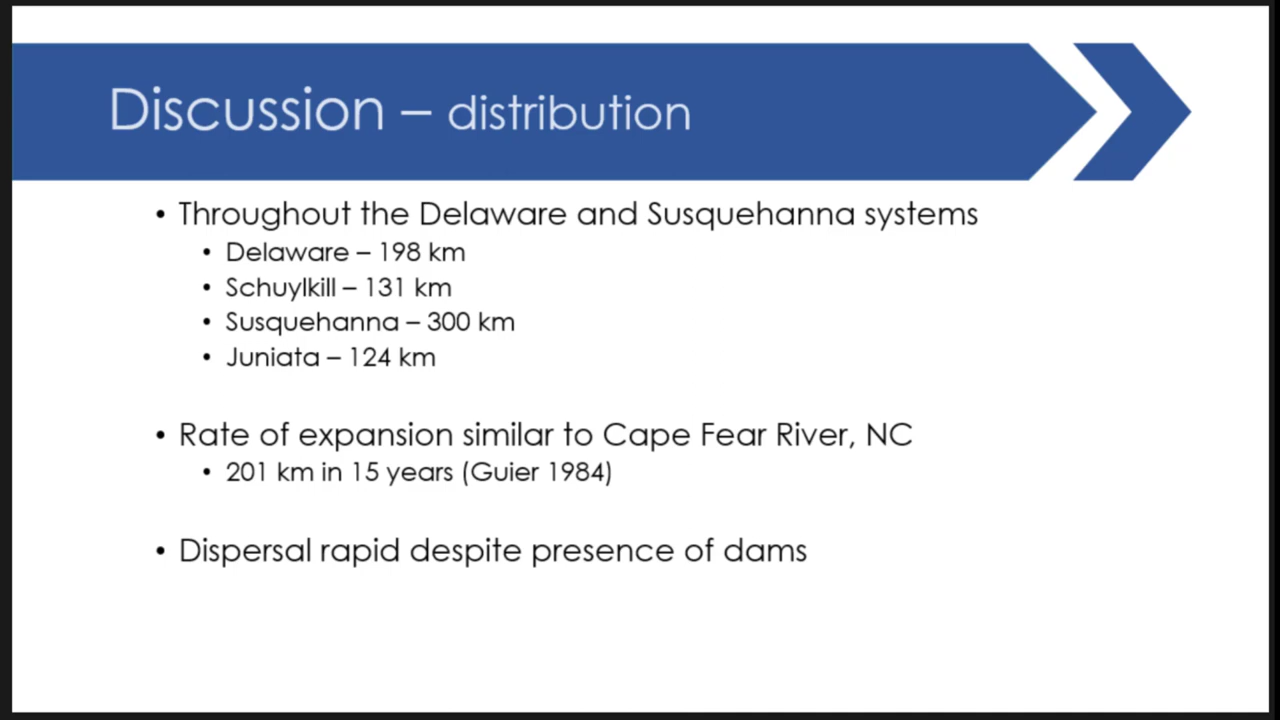 Discussion – distribution
• Throughout the Delaware and Susquehanna systems
• Delaware – 198 km
• Schuylkill – 131 km
• Susquehanna – 300 km
• Juniata – 124 km
• Rate of expansion similar to Cape Fear River, NC
• 201 km in 15 years (Guier 1984)
• Dispersal rapid despite presence of dams